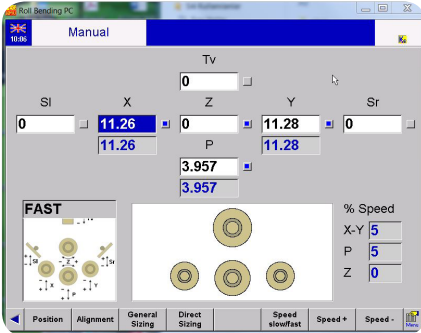 Roll Bending PC
10:06
Manual
Tv
0
Sl X Z Y Sr
0 11.26 0 11.28 0
11.26 P 11.28
3.957
3.957
FAST
Sl Z Sr
X Y
P
% Speed
X-Y 5
P 5
Z 0
Position Alignment General Sizing Direct Sizing Speed slow/fast Speed + Speed - Menu